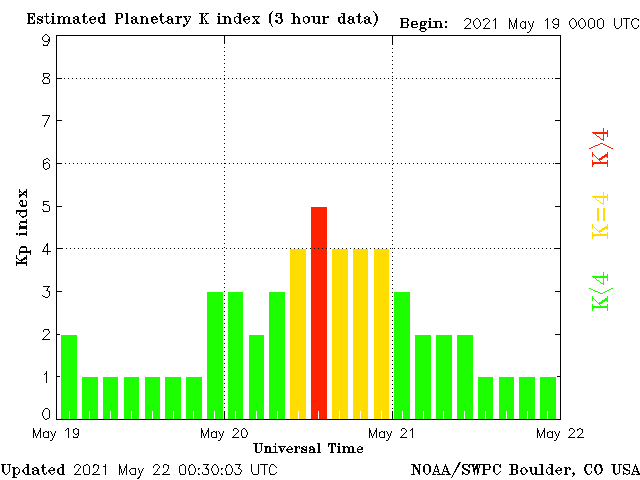 Estimated Planetary K index (3 hour data) Begin: 2021 May 19 0000 UTC
9
8
7
6
5
4
3
2
1
0
Kp index
K>4
K=4
K<4
May 19 May 20 May 21 May 22
Universal Time
Updated 2021 May 22 00:30:03 UTC NOAA/SWPC Boulder, CO USA